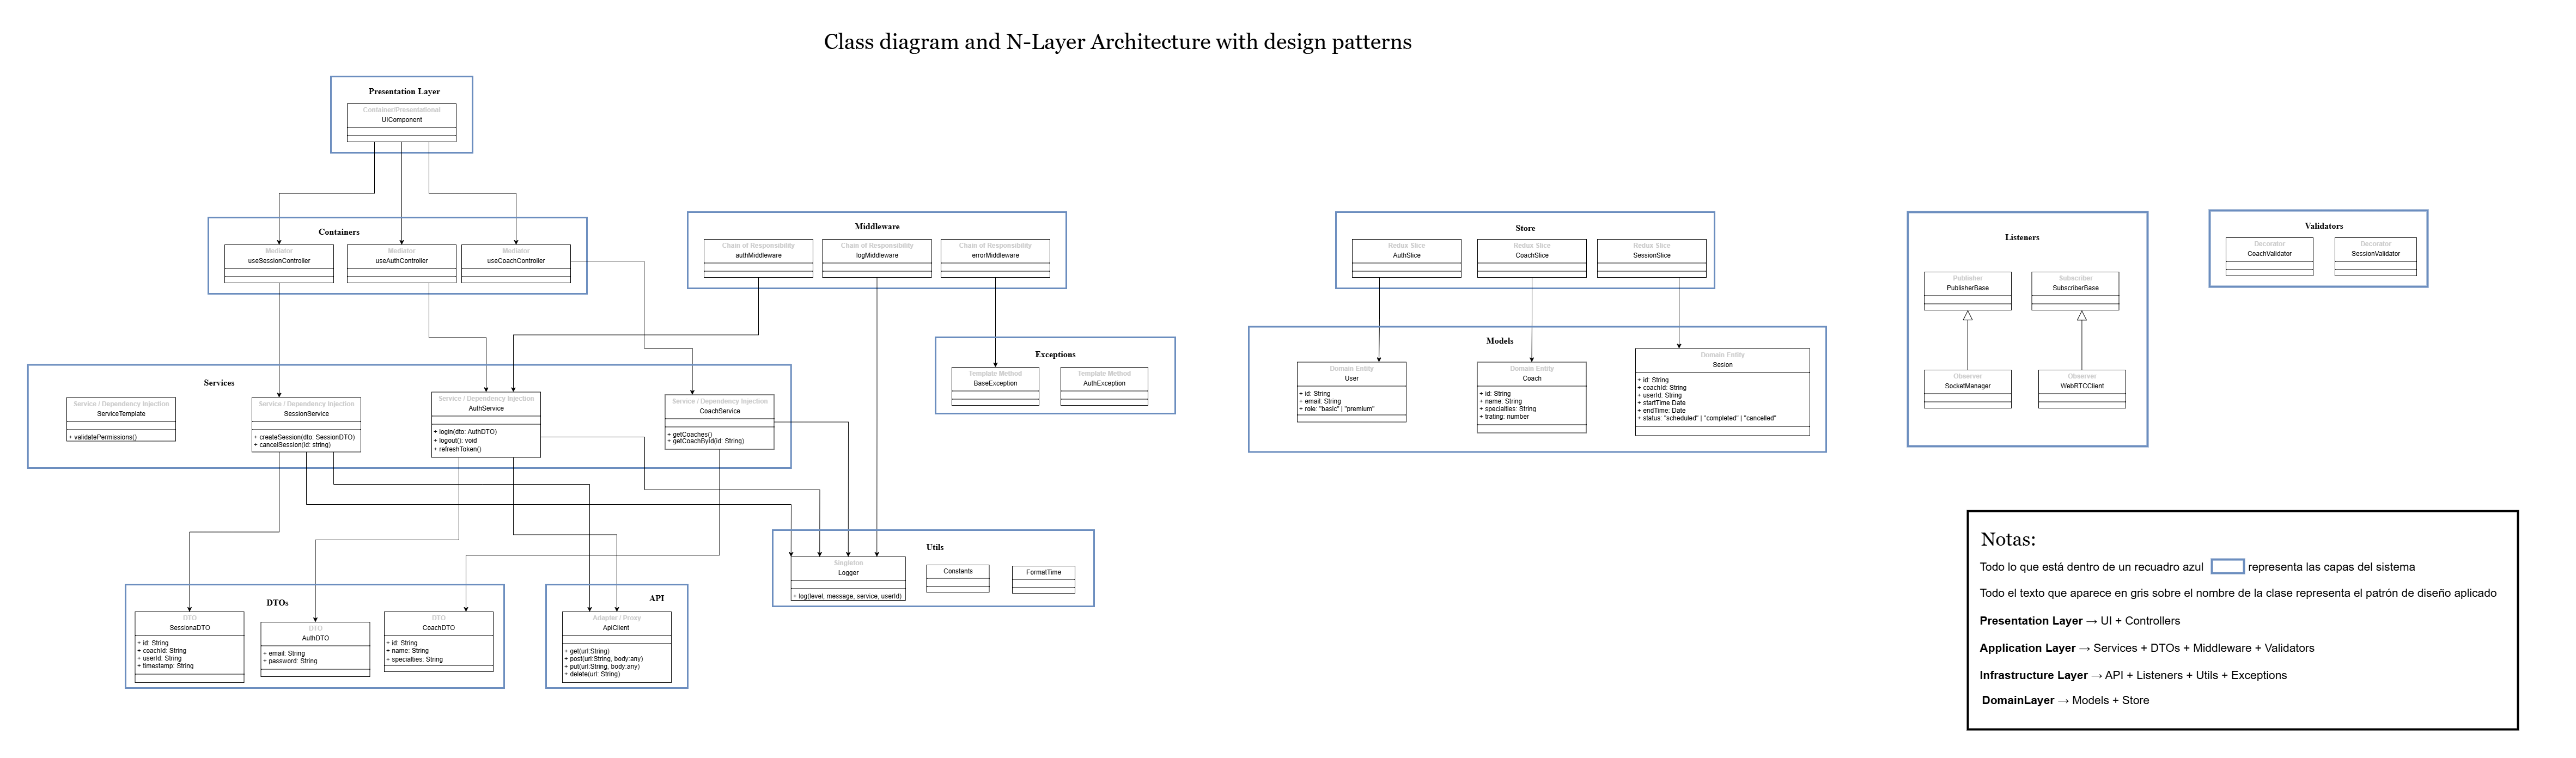 Class diagram and N-Layer Architecture with design patterns
Presentation Layer
Container/Presentational
UIComponent
Containers
Mediator
useSessionController
Mediator
useAuthController
Mediator
useCoachController
Middleware
Chain of Responsibility
authMiddleware
Chain of Responsibility
logMiddleware
Chain of Responsibility
errorMiddleware
Store
Redux Slice
AuthSlice
Redux Slice
CoachSlice
Redux Slice
SessionSlice
Listeners
Publisher
PublisherBase
Subscriber
SubscriberBase
Observer
SocketManager
Observer
WebRTCClient
Validators
Decorator
CoachValidator
Decorator
SessionValidator
Services
Service / Dependency Injection
ServiceTemplate
+ validatePermissions()
Service / Dependency Injection
SessionService
+ createSession(dto: SessionDTO)
+ cancelSession(id: string)
Service / Dependency Injection
AuthService
+ login(dto: AuthDTO)
+ logout(): void
+ refreshToken()
Service / Dependency Injection
CoachService
+ getCoaches()
+ getCoachById(id: String)
Exceptions
Template Method
BaseException
Template Method
AuthException
Models
Domain Entity
User
+ id: String
+ email: String
+ role: "basic" | "premium"
Domain Entity
Coach
+ id: String
+ name: String
+ specialties: String
+ trating: number
Domain Entity
Sesion
+ id: String
+ coachId: String
+ userId: String
+ startTime Date
+ endTime: Date
+ status: "scheduled" | "completed" | "cancelled"
DTOs
DTO
SessionaDTO
+ id: String
+ coachId: String
+ userId: String
+ timestamp: String
DTO
AuthDTO
+ email: String
+ password: String
DTO
CoachDTO
+ id: String
+ name: String
+ specialties: String
API
Adapter / Proxy
ApiClient
+ get(url:String)
+ post(url:String, body:any)
+ put(url:String, body:any)
+ delete(url: String)
Utils
Singleton
Logger
+ log(level, message, service, userId)
Constants
FormatTime
Notas:
Todo lo que está dentro de un recuadro azul representa las capas del sistema
Todo el texto que aparece en gris sobre el nombre de la clase representa el patrón de diseño aplicado
Presentation Layer → UI + Controllers
Application Layer → Services + DTOs + Middleware + Validators
Infrastructure Layer → API + Listeners + Utils + Exceptions
DomainLayer → Models + Store